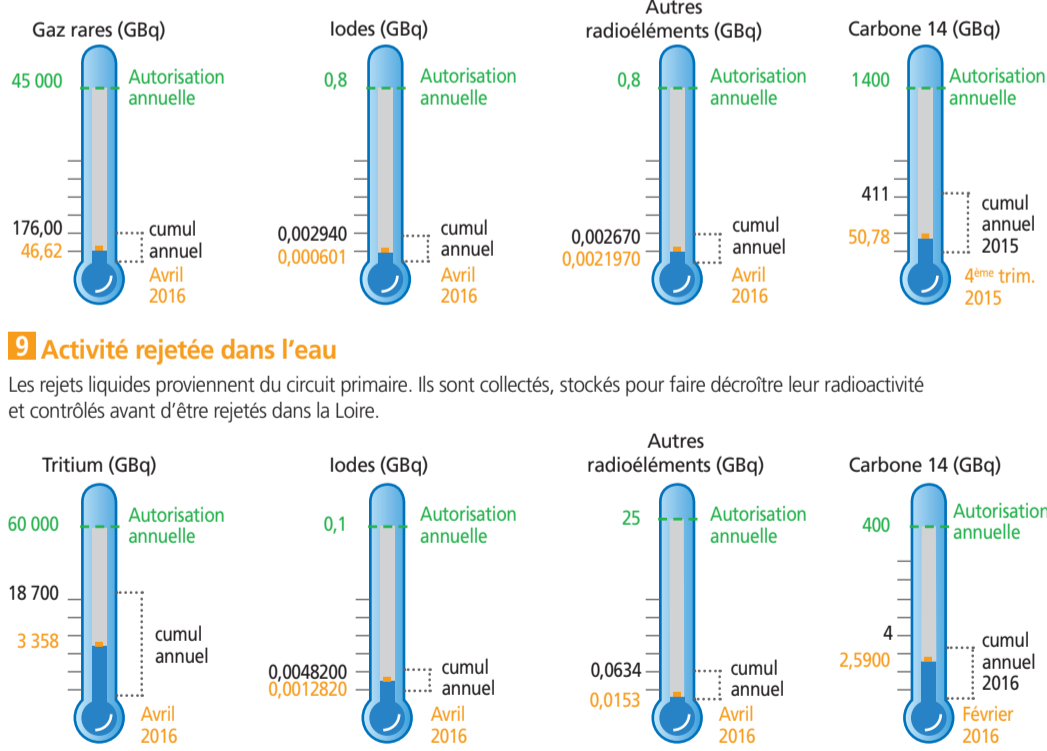 Gaz rares (GBq)
45 000
Autorisation
annuelle
176,00
46,62
cumul
annuel
Avril
2016
Iodes (GBq)
0,8
Autorisation
annuelle
0,002940
0,000601
cumul
annuel
Avril
2016
Autres
radioéléments (GBq)
0,8
Autorisation
annuelle
0,002670
0,0021970
cumul
annuel
Avril
2016
Carbone 14 (GBq)
1400
Autorisation
annuelle
411
50,78
cumul
annuel
2015
4ème trim.
2015
9 Activité rejetée dans l'eau
Les rejets liquides proviennent du circuit primaire. Ils sont collectés, stockés pour faire décroître leur radioactivité
et contrôlés avant d'être rejetés dans la Loire.
Tritium (GBq)
60 000
Autorisation
annuelle
18 700
3 358
cumul
annuel
Avril
2016
Iodes (GBq)
0,1
Autorisation
annuelle
0,0048200
0,0012820
cumul
annuel
Avril
2016
Autres
radioéléments (GBq)
25
Autorisation
annuelle
0,0634
0,0153
cumul
annuel
Avril
2016
Carbone 14 (GBq)
400
Autorisation
annuelle
4
2,5900
cumul
annuel
2016
Février
2016